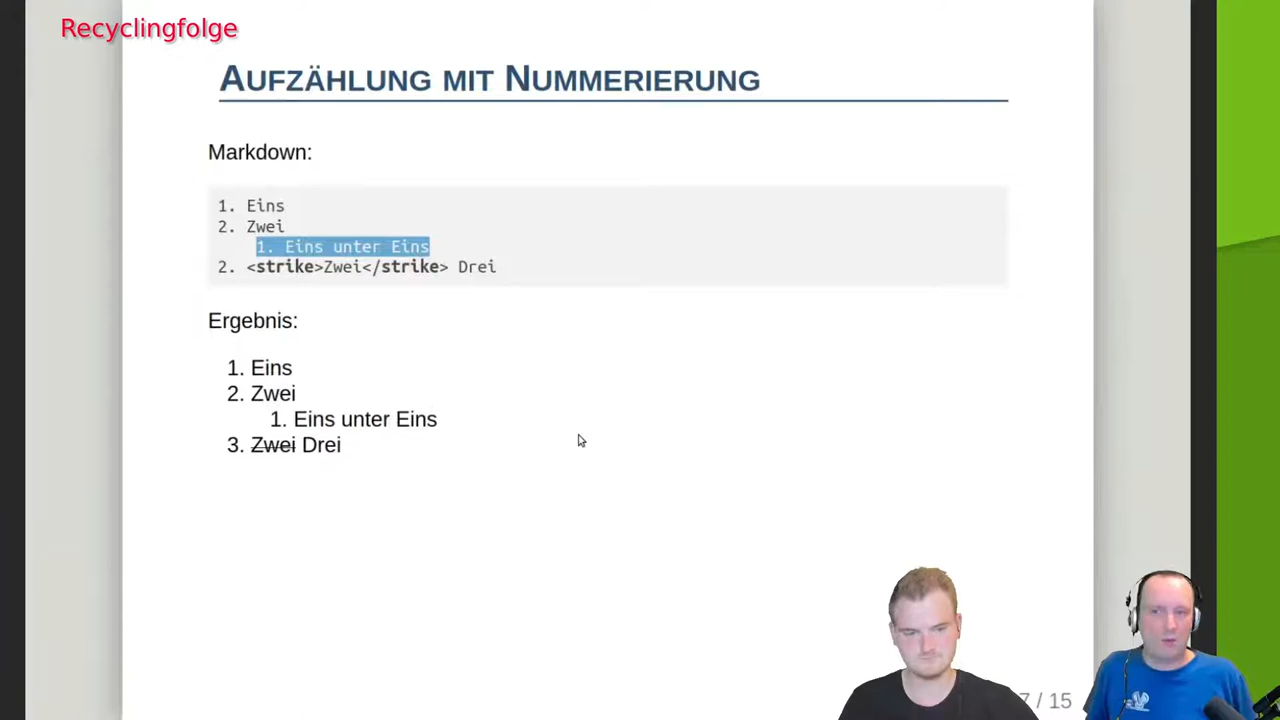 Recyclingfolge
Aufzählung mit Nummerierung
Markdown:
1. Eins
2. Zwei
1. Eins unter Eins
2. <strike>Zwei</strike> Drei
Ergebnis:
1. Eins
2. Zwei
1. Eins unter Eins
3. Zwei Drei
7 / 15